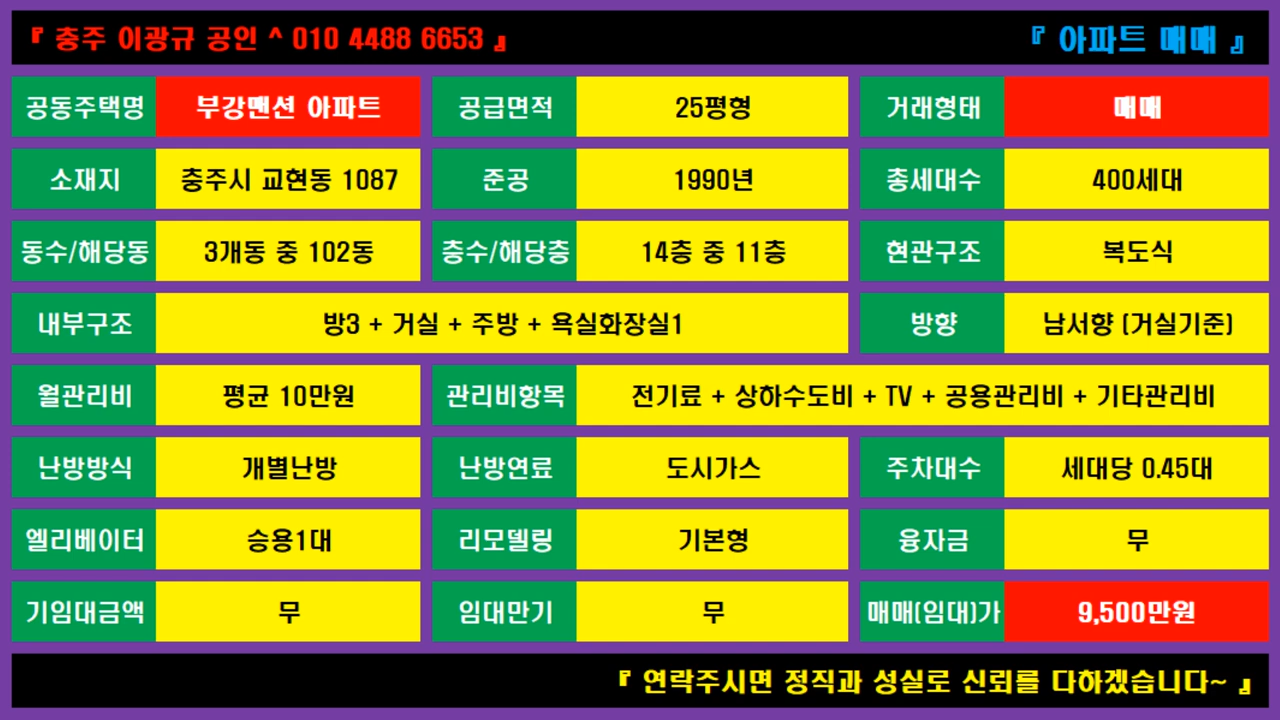 『 충주 이광규 공인 ^ 010 4488 6653 』 『 아파트 매매 』
공동주택명 부강맨션 아파트 공급면적 25평형 거래형태 매매
소재지 충주시 교현동 1087 준공 1990년 총세대수 400세대
동수/해당동 3개동 중 102동 층수/해당층 14층 중 11층 현관구조 복도식
내부구조 방3 + 거실 + 주방 + 욕실화장실1 방향 남서향 (거실기준)
월관리비 평균 10만원 관리비항목 전기료 + 상하수도비 + TV + 공용관리비 + 기타관리비
난방방식 개별난방 난방연료 도시가스 주차대수 세대당 0.45대
엘리베이터 승용1대 리모델링 기본형 융자금 무
기임대금액 무 임대만기 무 매매(임대)가 9,500만원
『 연락주시면 정직과 성실로 신뢰를 다하겠습니다~ 』